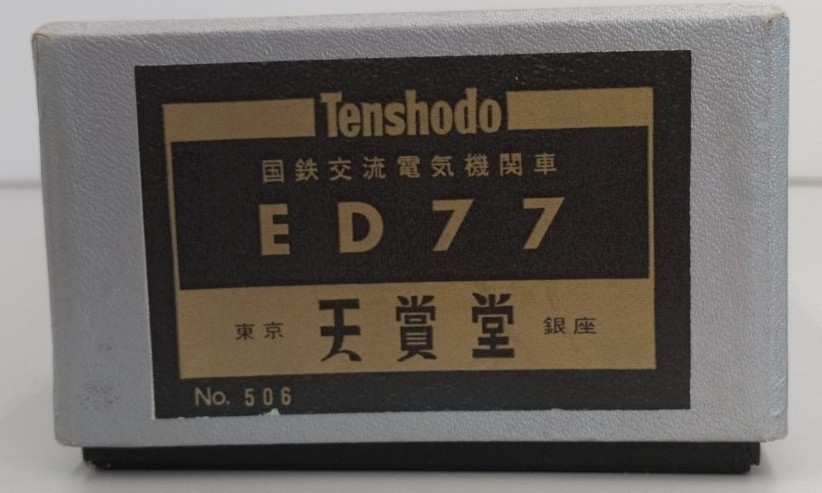 Tenshodo
国鉄交流電気機関車
ED77
東京 天賞堂 銀座
No. 506